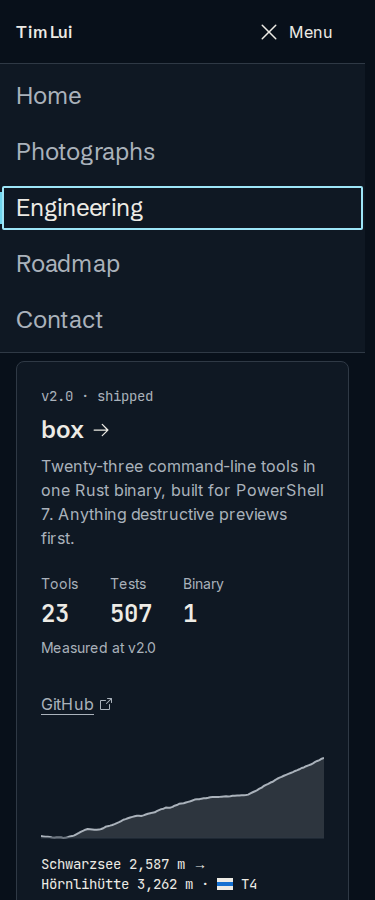 Tim Lui
Menu
Home
Photographs
Engineering
Roadmap
Contact
v2.0 · shipped
box →
Twenty-three command-line tools in
one Rust binary, built for PowerShell
7. Anything destructive previews
first.
Tools Tests Binary
23 507 1
Measured at v2.0
GitHub
Schwarzsee 2,587 m →
Hörnlihütte 3,262 m · T4